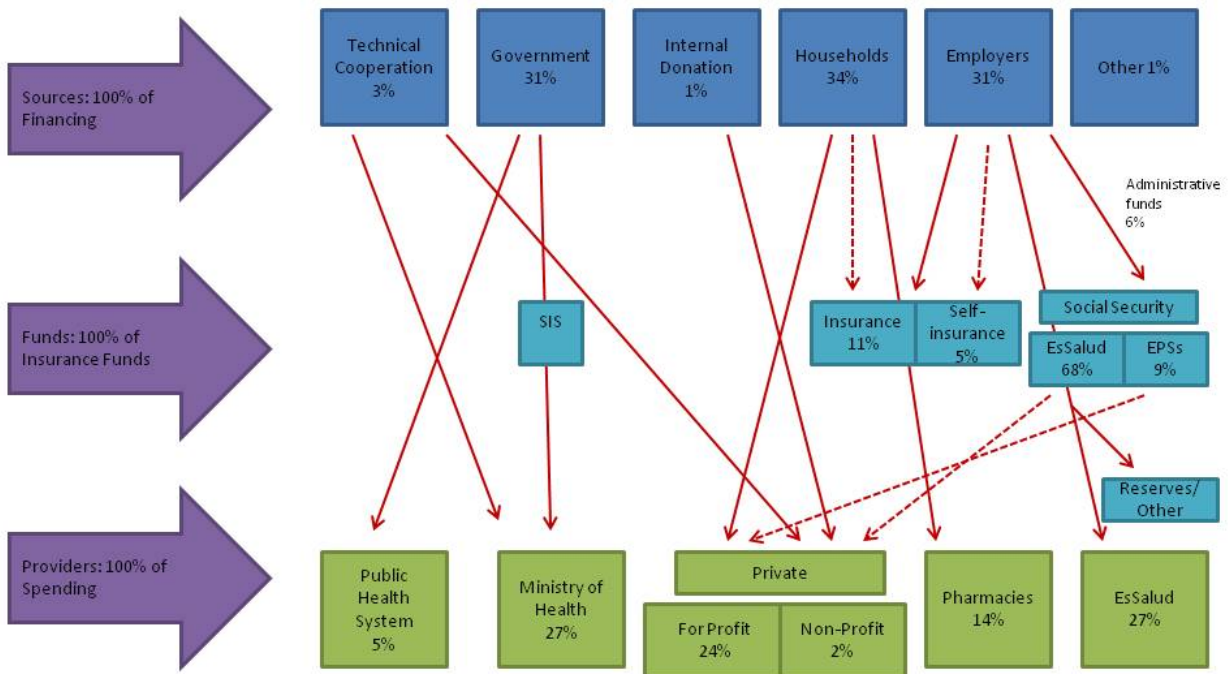 Sources: 100% of
Financing
Technical
Cooperation
3%
Government
31%
Internal
Donation
1%
Households
34%
Employers
31%
Other 1%
Administrative
funds
6%
Funds: 100% of
Insurance Funds
SIS
Insurance
11%
Self-
insurance
5%
Social Security
EsSalud
68%
EPSs
9%
Reserves/
Other
Providers: 100% of
Spending
Public
Health
System
5%
Ministry of
Health
27%
Private
For Profit
24%
Non-Profit
2%
Pharmacies
14%
EsSalud
27%